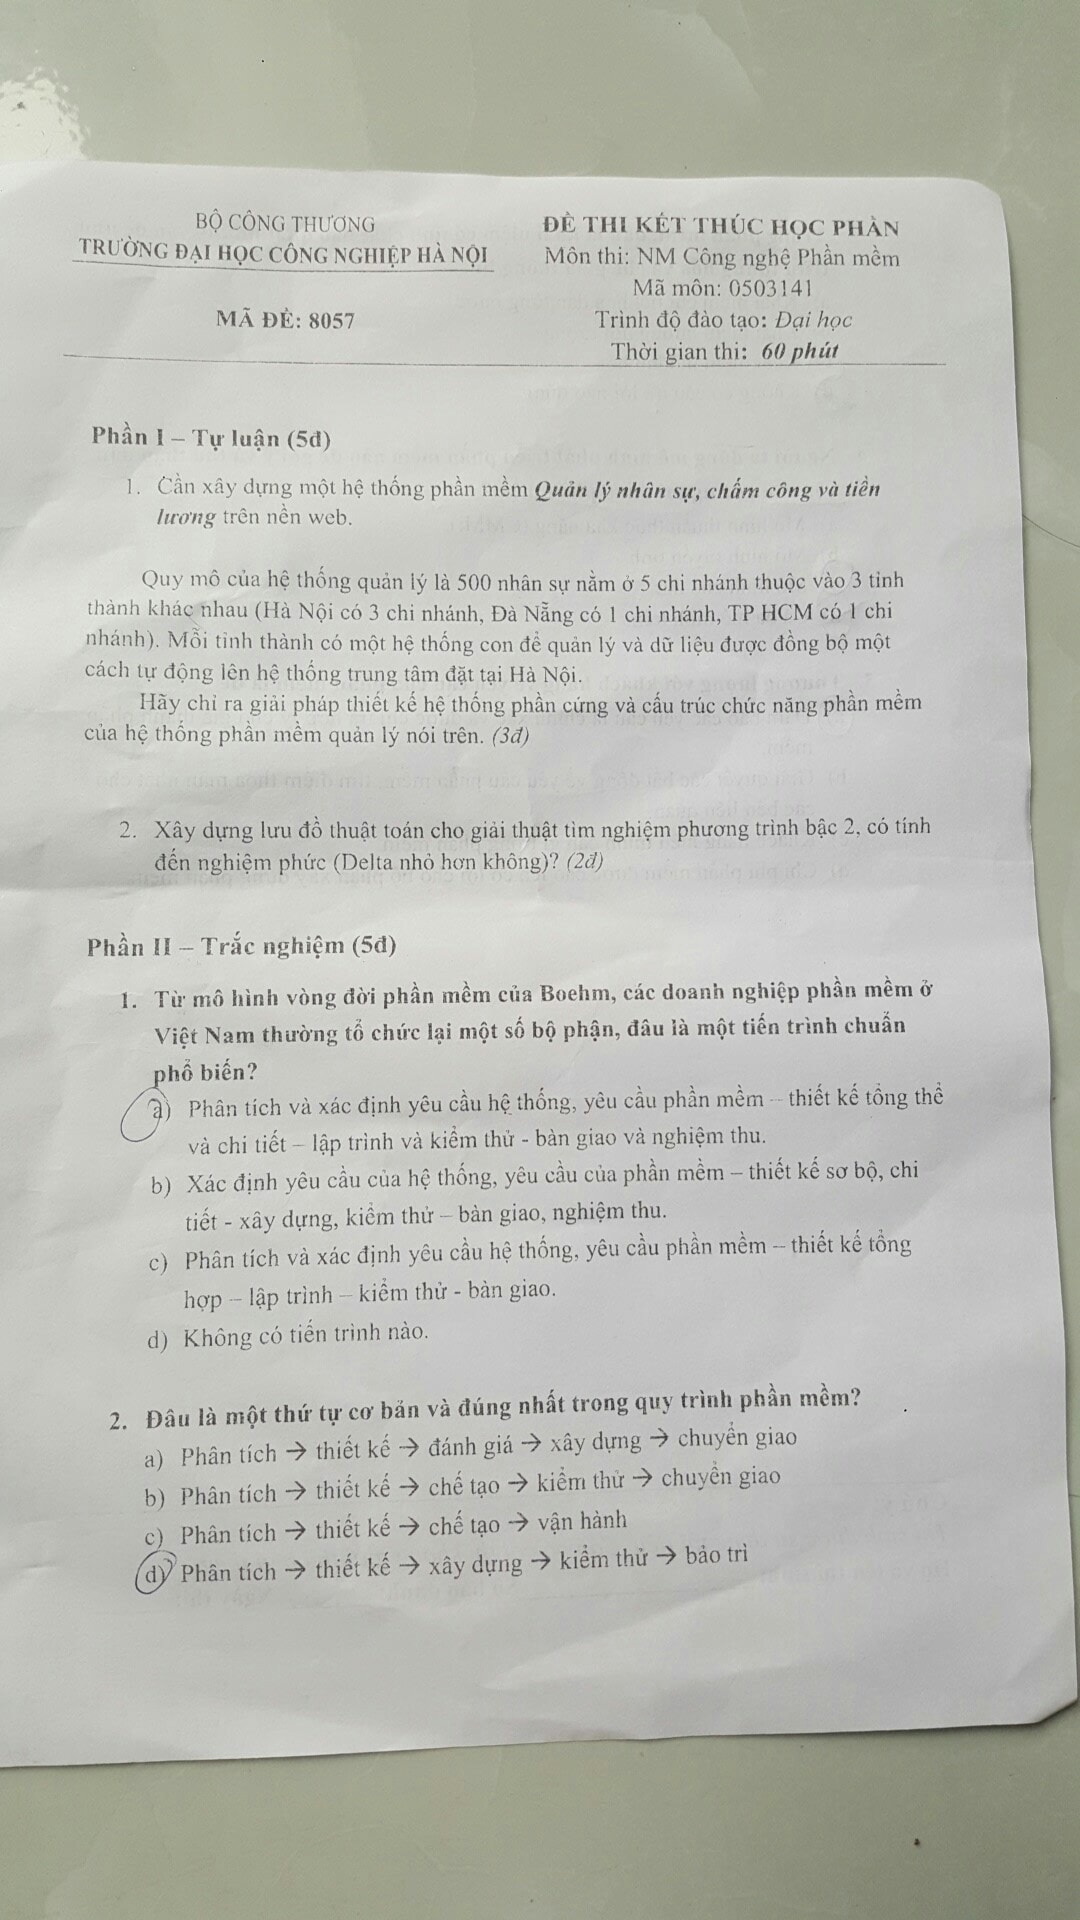 BỘ CÔNG THƯƠNG
TRƯỜNG ĐẠI HỌC CÔNG NGHIỆP HÀ NỘI
MÃ ĐỀ: 8057
ĐỀ THI KẾT THÚC HỌC PHẦN
Môn thi: NM Công nghệ Phần mềm
Mã môn: 0503141
Trình độ đào tạo: Đại học
Thời gian thi: 60 phút
Phần I – Tự luận (5đ)
1. Cần xây dựng một hệ thống phần mềm Quản lý nhân sự, chấm công và tiền
lương trên nền web.
Quy mô của hệ thống quản lý là 500 nhân sự nằm ở 5 chi nhánh thuộc vào 3 tỉnh
thành khác nhau (Hà Nội có 3 chi nhánh, Đà Nẵng có 1 chi nhánh, TP HCM có 1 chi
nhánh). Mỗi tỉnh thành có một hệ thống con để quản lý và dữ liệu được đồng bộ một
cách tự động lên hệ thống trung tâm đặt tại Hà Nội.
Hãy chỉ ra giải pháp thiết kế hệ thống phần cứng và cấu trúc chức năng phần mềm
của hệ thống phần mềm quản lý nói trên. (3đ)
2. Xây dựng lưu đồ thuật toán cho giải thuật tìm nghiệm phương trình bậc 2, có tính
đến nghiệm phức (Delta nhỏ hơn không)? (2đ)
Phần II – Trắc nghiệm (5đ)
1. Từ mô hình vòng đời phần mềm của Boehm, các doanh nghiệp phần mềm ở
Việt Nam thường tổ chức lại một số bộ phận, đâu là một tiến trình chuẩn
phổ biến?
a) Phân tích và xác định yêu cầu hệ thống, yêu cầu phần mềm – thiết kế tổng thể
và chi tiết – lập trình và kiểm thử - bàn giao và nghiệm thu.
b) Xác định yêu cầu của hệ thống, yêu cầu của phần mềm – thiết kế sơ bộ, chi
tiết - xây dựng, kiểm thử – bàn giao, nghiệm thu.
c) Phân tích và xác định yêu cầu hệ thống, yêu cầu phần mềm – thiết kế tổng
hợp – lập trình – kiểm thử - bàn giao.
d) Không có tiến trình nào.
2. Đâu là một thứ tự cơ bản và đúng nhất trong quy trình phần mềm?
a) Phân tích → thiết kế → đánh giá → xây dựng → chuyển giao
b) Phân tích → thiết kế → chế tạo → kiểm thử → chuyển giao
c) Phân tích → thiết kế → chế tạo → vận hành
d) Phân tích → thiết kế → xây dựng → kiểm thử → bảo trì